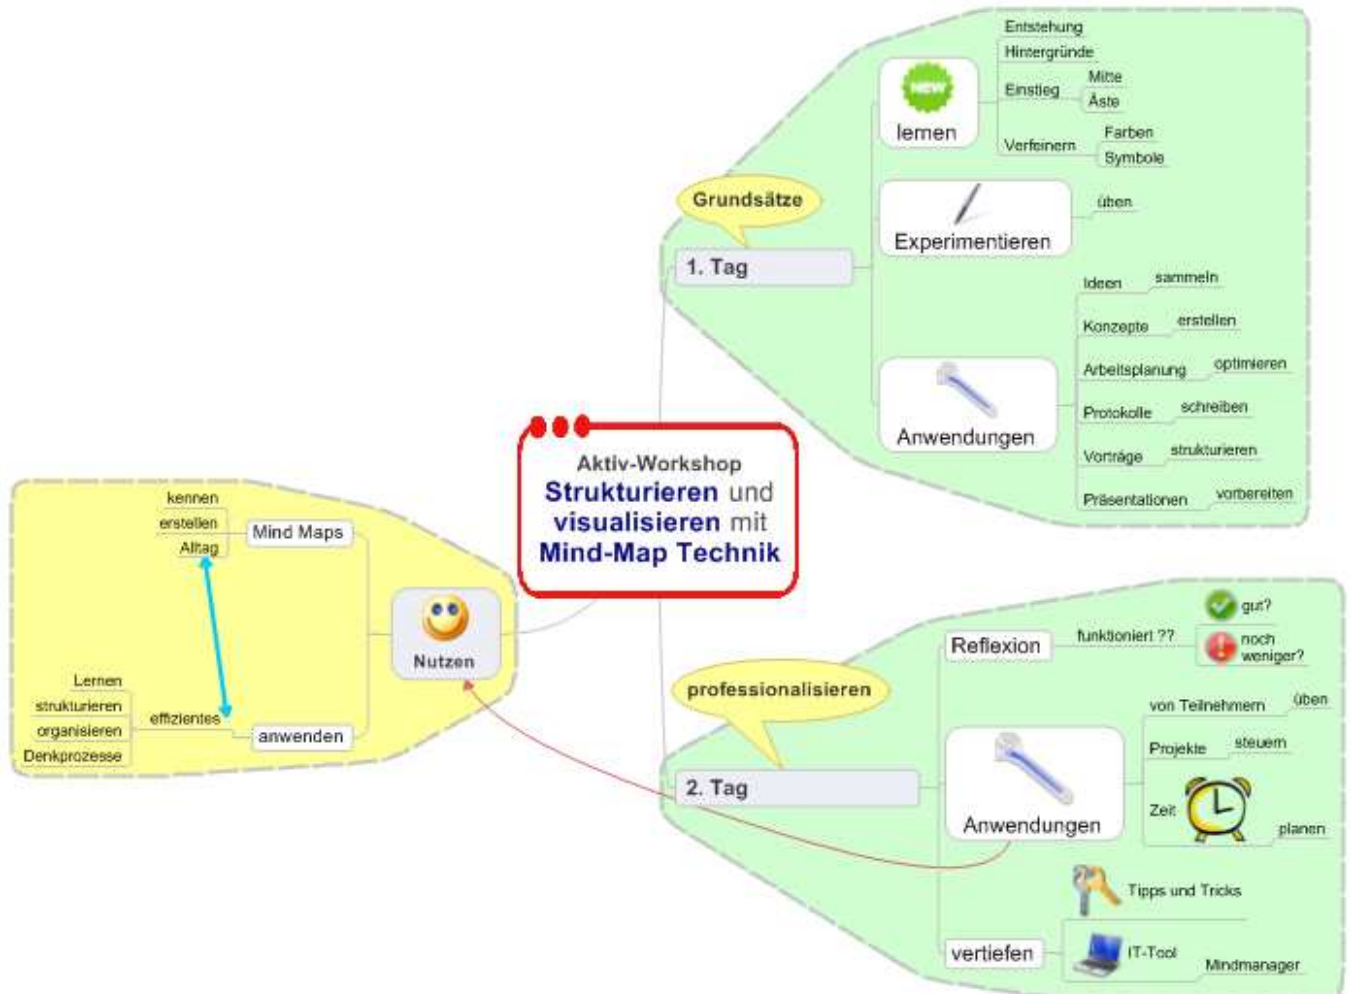 Aktiv-Workshop
Strukturieren und
visualisieren mit
Mind-Map Technik
Grundsätze
1. Tag
NEW
lernen
Entstehung
Hintergründe
Einstieg
Mitte
Äste
Verfeinern
Farben
Symbole
Experimentieren
üben
Anwendungen
Ideen sammeln
Konzepte erstellen
Arbeitsplanung optimieren
Protokolle schreiben
Vorträge strukturieren
Präsentationen vorbereiten
professionalisieren
2. Tag
Reflexion
funktioniert ??
gut?
noch
weniger?
Anwendungen
von Teilnehmern üben
Projekte steuern
Zeit planen
vertiefen
Tipps und Tricks
IT-Tool
Mindmanager
Nutzen
Mind Maps
kennen
erstellen
Alltag
anwenden
effizientes
Lernen
strukturieren
organisieren
Denkprozesse